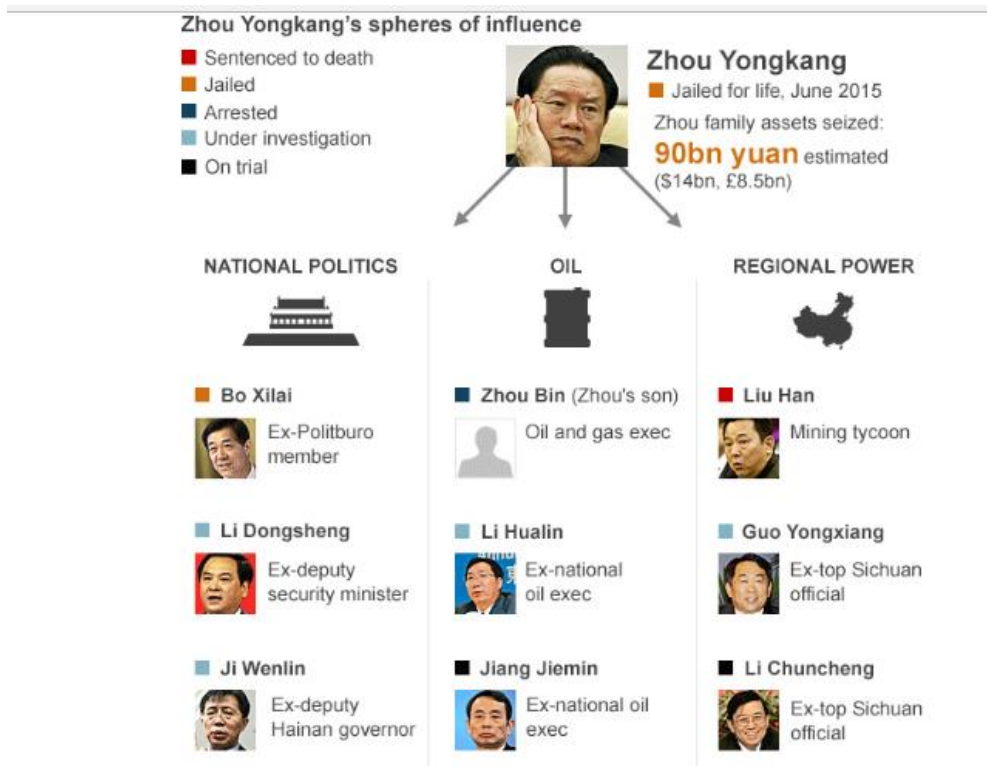 Zhou Yongkang's spheres of influence
Sentenced to death
Jailed
Arrested
Under investigation
On trial
Zhou Yongkang
Jailed for life, June 2015
Zhou family assets seized:
90bn yuan estimated
($14bn, £8.5bn)
NATIONAL POLITICS
Bo Xilai
Ex-Politburo
member
Li Dongsheng
Ex-deputy
security minister
Ji Wenlin
Ex-deputy
Hainan governor
OIL
Zhou Bin (Zhou's son)
Oil and gas exec
Li Hualin
Ex-national
oil exec
Jiang Jiemin
Ex-national oil
exec
REGIONAL POWER
Liu Han
Mining tycoon
Guo Yongxiang
Ex-top Sichuan
official
Li Chuncheng
Ex-top Sichuan
official